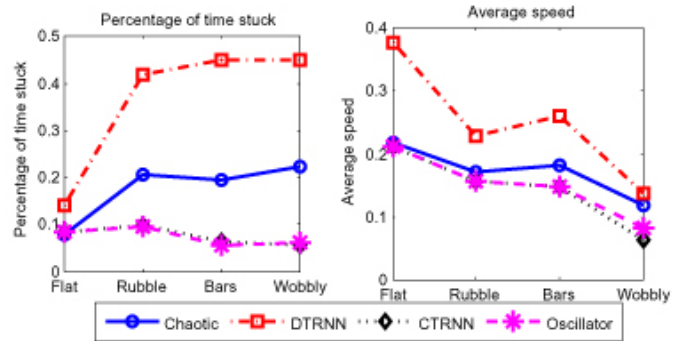 Percentage of time stuck
Average speed
Percentage of time stuck
0.5
0.4
0.3
0.2
0.1
0
Flat
Rubble
Bars
Wobbly
Average speed
0.4
0.3
0.2
0.1
0
Flat
Rubble
Bars
Wobbly
Chaotic
DTRNN
CTRNN
Oscillator